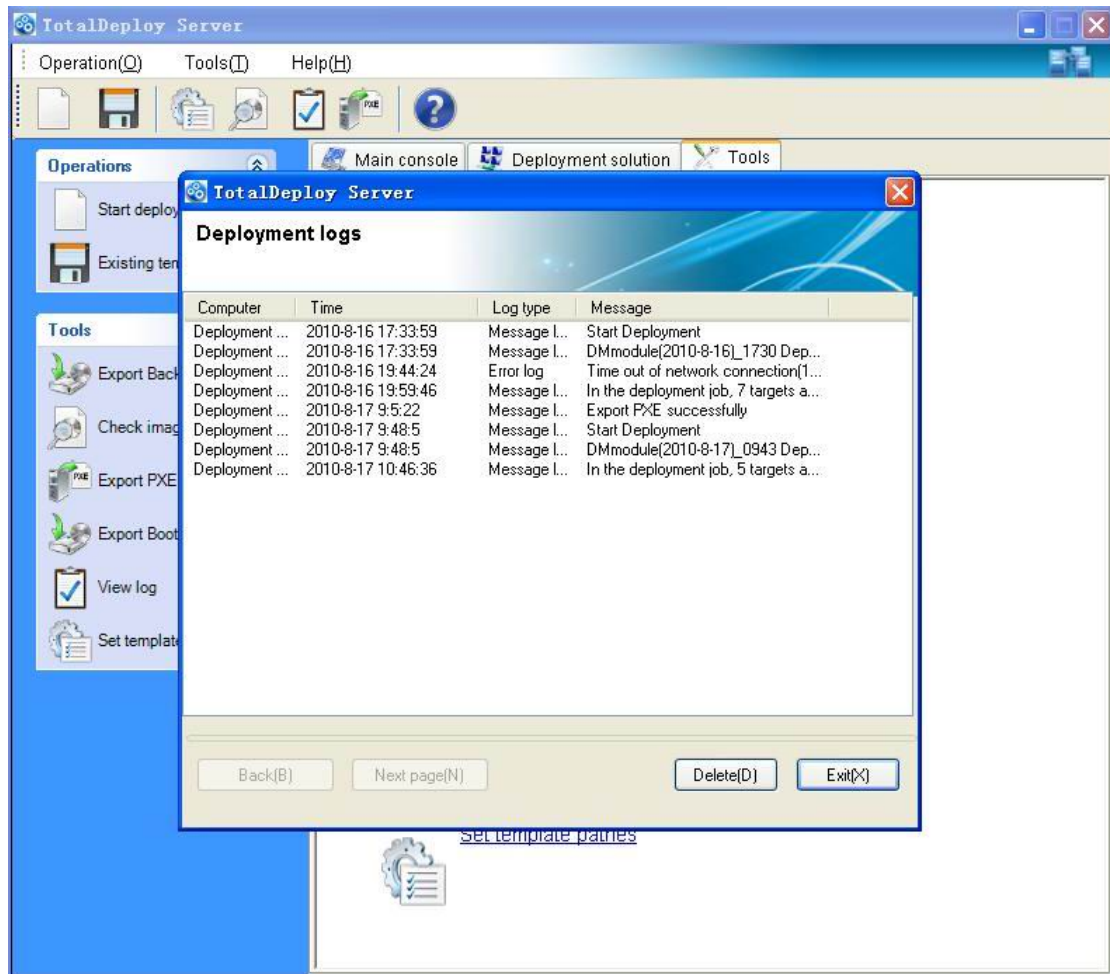 TotalDeploy Server
Operation(O) Tools(T) Help(H)
PXE
Operations
Main console Deployment solution Tools
Start deploy
Existing ten
Tools
Export Back
Check imag
PXE Export PXE
Export Boot
View log
Set template
TotalDeploy Server
Deployment logs
Computer Time Log type Message
Deployment ... 2010-8-16 17:33:59 Message l... Start Deployment
Deployment ... 2010-8-16 17:33:59 Message l... DMmodule(2010-8-16)_1730 Dep...
Deployment ... 2010-8-16 19:44:24 Error log Time out of network connection(1...
Deployment ... 2010-8-16 19:59:46 Message l... In the deployment job, 7 targets a...
Deployment ... 2010-8-17 9:5:22 Message l... Export PXE successfully
Deployment ... 2010-8-17 9:48:5 Message l... Start Deployment
Deployment ... 2010-8-17 9:48:5 Message l... DMmodule(2010-8-17)_0943 Dep...
Deployment ... 2010-8-17 10:46:36 Message l... In the deployment job, 5 targets a...
Back(B) Next page(N) Delete(D) Exit(X)
Set template pathes